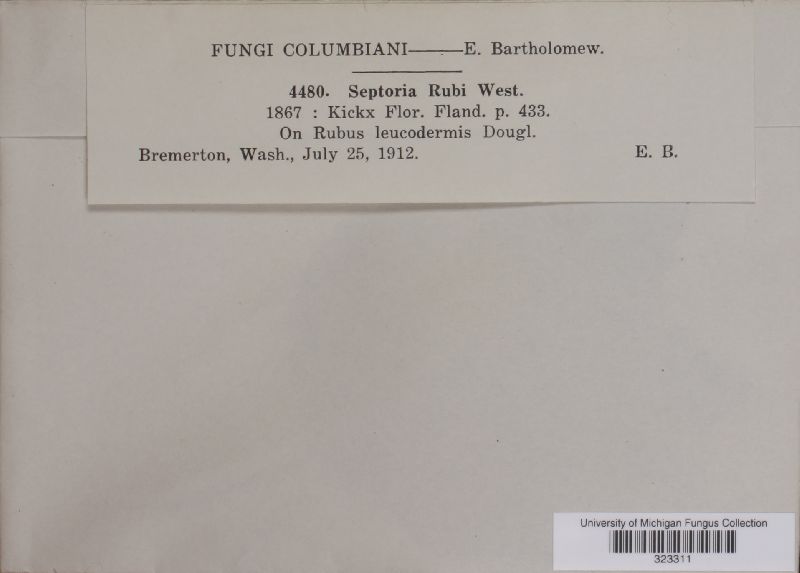 FUNGI COLUMBIANI———E. Bartholomew.
4480. Septoria Rubi West.
1867 : Kickx Flor. Fland. p. 433.
On Rubus leucodermis Dougl.
Bremerton, Wash., July 25, 1912. E. B.
University of Michigan Fungus Collection
323311